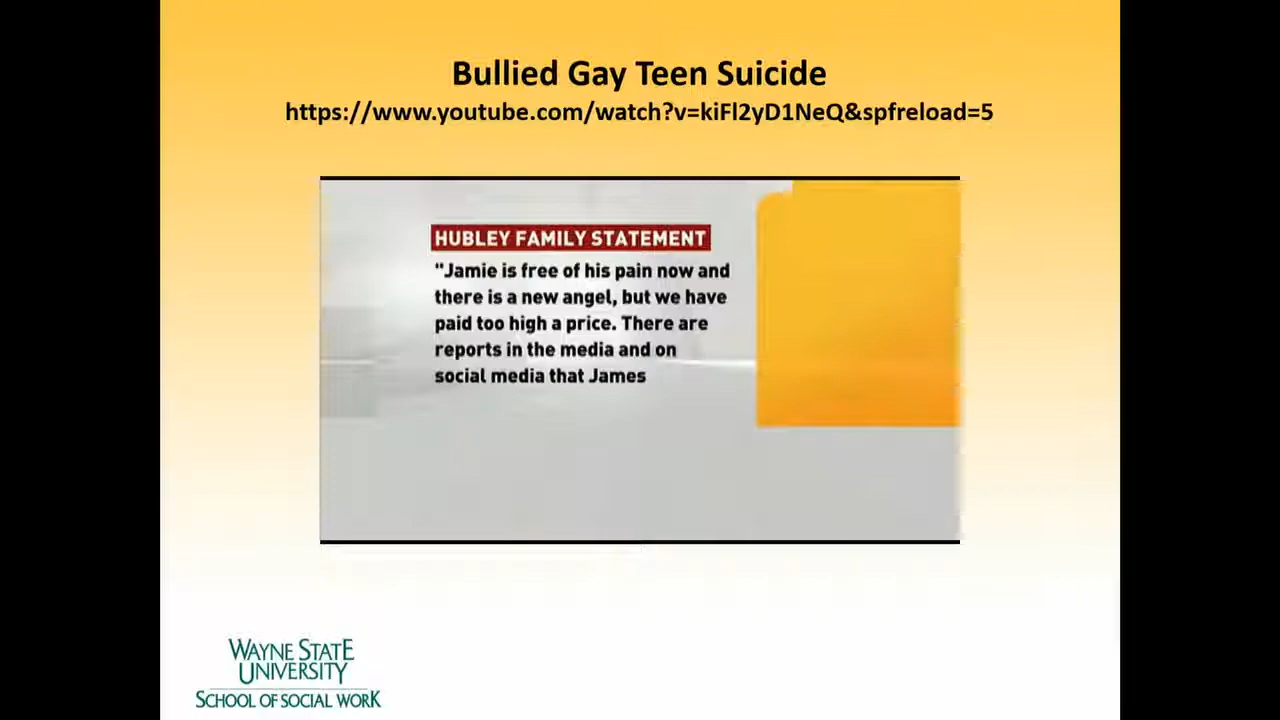 Bullied Gay Teen Suicide
https://www.youtube.com/watch?v=kiFl2yD1NeQ&spfreload=5
HUBLEY FAMILY STATEMENT
"Jamie is free of his pain now and
there is a new angel, but we have
paid too high a price. There are
reports in the media and on
social media that James
WAYNE STATE
UNIVERSITY
SCHOOL OF SOCIAL WORK